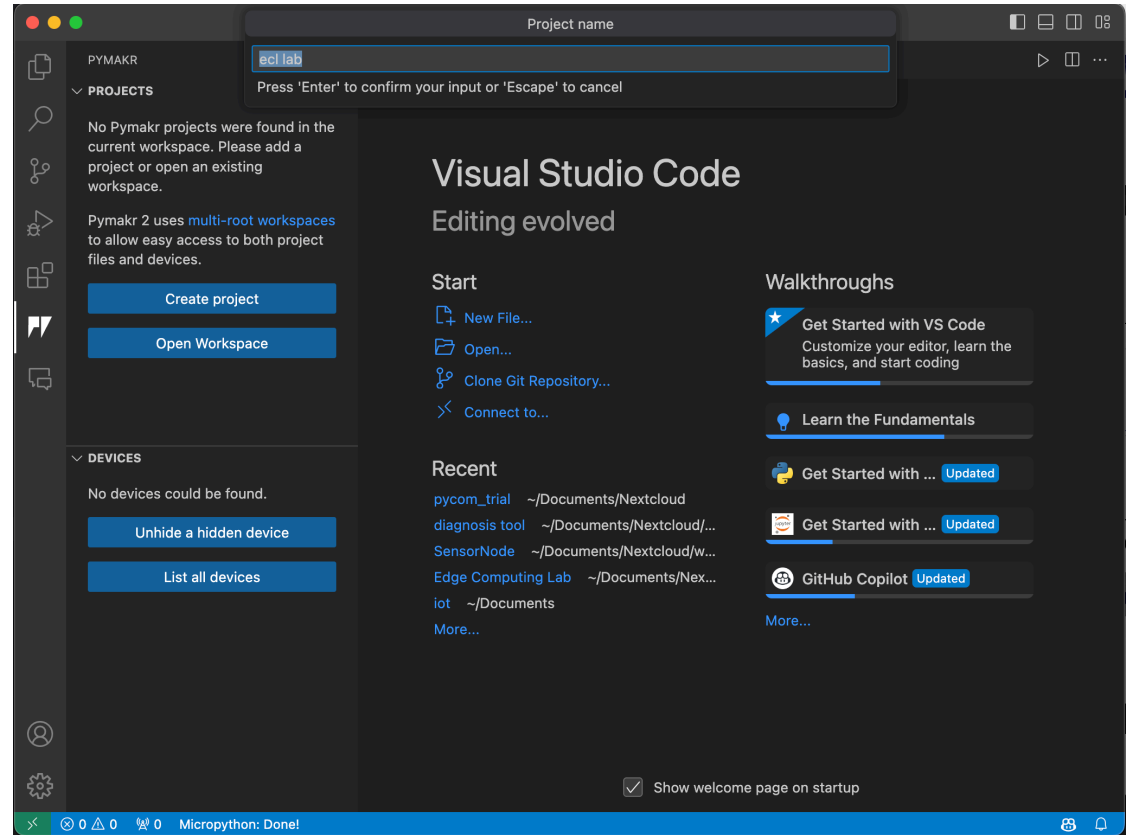 Project name
ecl lab
Press 'Enter' to confirm your input or 'Escape' to cancel
PYMAKR
PROJECTS
No Pymakr projects were found in the
current workspace. Please add a
project or open an existing
workspace.
Pymakr 2 uses multi-root workspaces
to allow easy access to both project
files and devices.
Create project
Open Workspace
DEVICES
No devices could be found.
Unhide a hidden device
List all devices
Visual Studio Code
Editing evolved
Start
New File...
Open...
Clone Git Repository...
Connect to...
Recent
pycom_trial ~/Documents/Nextcloud
diagnosis tool ~/Documents/Nextcloud/...
SensorNode ~/Documents/Nextcloud/w...
Edge Computing Lab ~/Documents/Nex...
iot ~/Documents
More...
Walkthroughs
Get Started with VS Code
Customize your editor, learn the
basics, and start coding
Learn the Fundamentals
Get Started with ... Updated
jupyter
Get Started with ... Updated
GitHub Copilot Updated
More...
Show welcome page on startup
0 0 0 Micropython: Done!